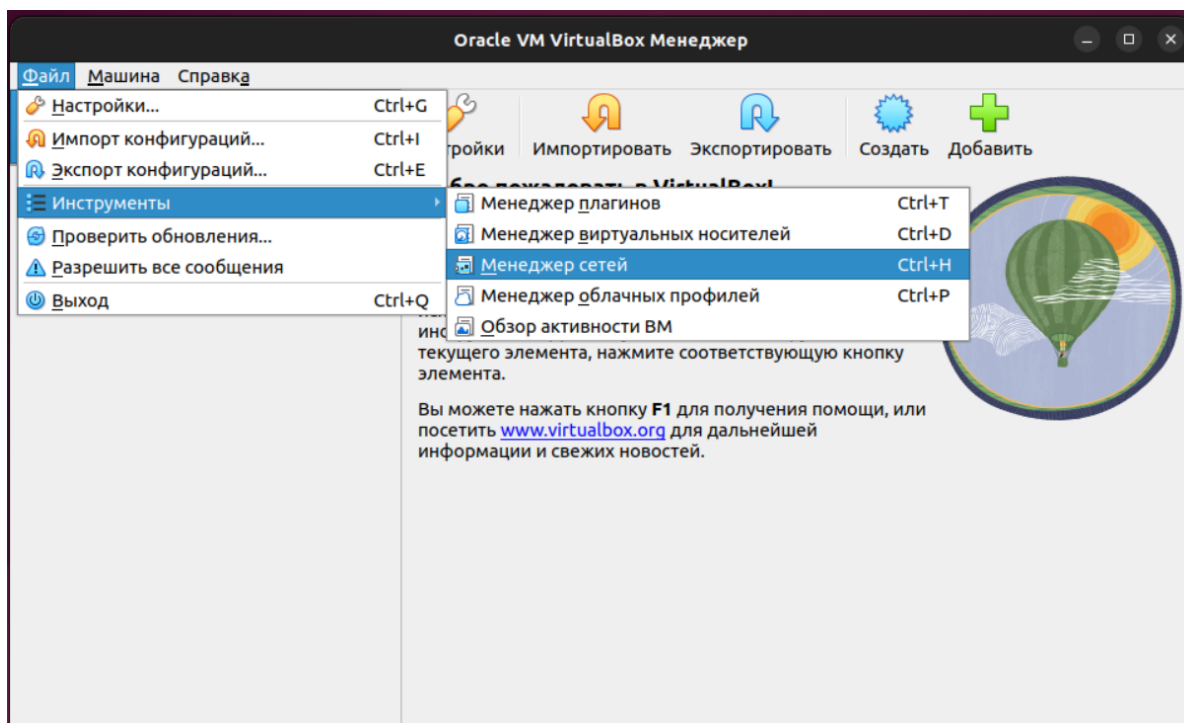 Oracle VM VirtualBox Менеджер
Файл Машина Справка
Настройки... Ctrl+G
Импорт конфигураций... Ctrl+I
Экспорт конфигураций... Ctrl+E
Инструменты
Проверить обновления...
Разрешить все сообщения
Выход Ctrl+Q
Импортировать Экспортировать Создать Добавить
VirtualBox!
Менеджер плагинов Ctrl+T
Менеджер виртуальных носителей Ctrl+D
Менеджер сетей Ctrl+H
Менеджер облачных профилей Ctrl+P
Обзор активности ВМ
текущего элемента, нажмите соответствующую кнопку
элемента.
Вы можете нажать кнопку F1 для получения помощи, или
посетить www.virtualbox.org для дальнейшей
информации и свежих новостей.